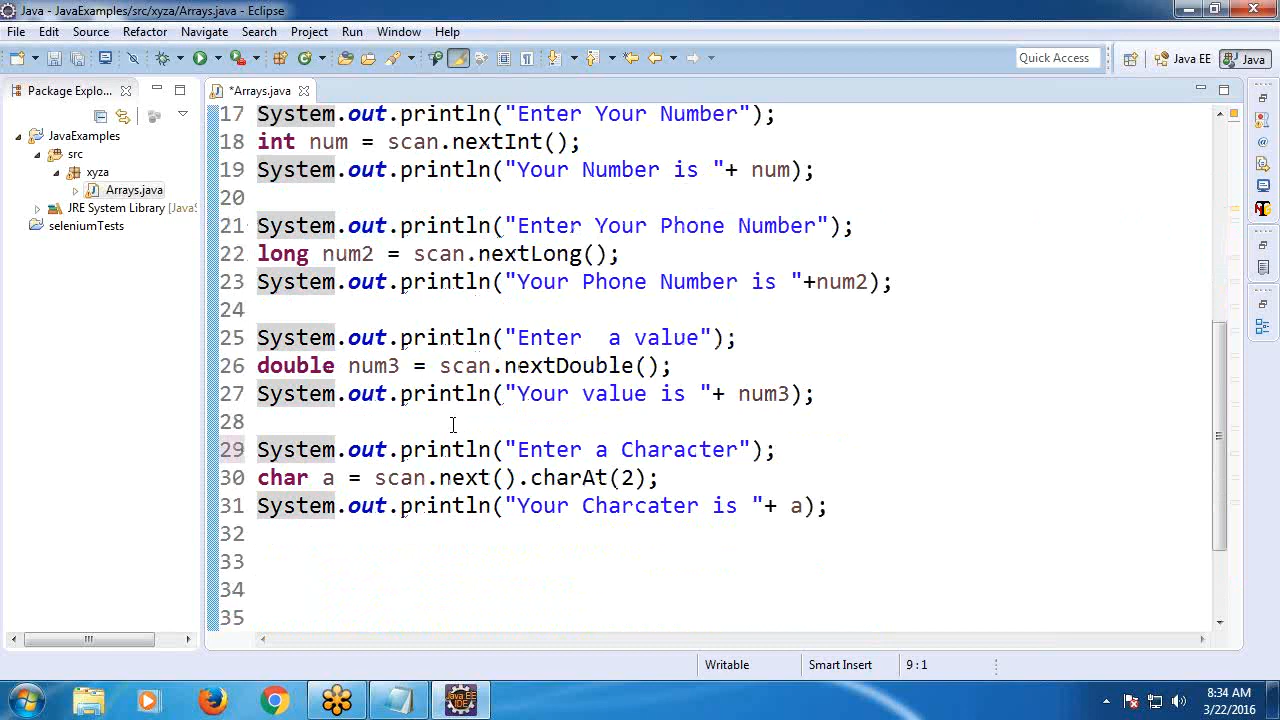 Java - JavaExamples/src/xyza/Arrays.java - Eclipse
File Edit Source Refactor Navigate Search Project Run Window Help
Quick Access Java EE Java
Package Explo...
*Arrays.java
JavaExamples
src
xyza
Arrays.java
JRE System Library [Java
seleniumTests
17 System.out.println("Enter Your Number");
18 int num = scan.nextInt();
19 System.out.println("Your Number is "+ num);
20
21 System.out.println("Enter Your Phone Number");
22 long num2 = scan.nextLong();
23 System.out.println("Your Phone Number is "+num2);
24
25 System.out.println("Enter  a value");
26 double num3 = scan.nextDouble();
27 System.out.println("Your value is "+ num3);
28
29 System.out.println("Enter a Character");
30 char a = scan.next().charAt(2);
31 System.out.println("Your Charcater is "+ a);
32
33
34
35
Writable Smart Insert 9 : 1
Java EE
IDE
8:34 AM
3/22/2016